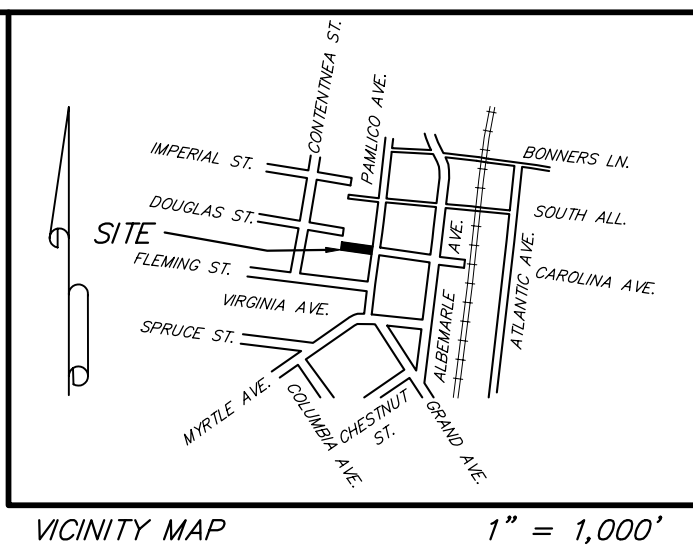 CONTENTNEA ST.
PAMLICO AVE.
IMPERIAL ST.
BONNERS LN.
DOUGLAS ST.
SOUTH ALL.
SITE
FLEMING ST.
AVE.
ALBEMARLE
ATLANTIC AVE.
CAROLINA AVE.
VIRGINIA AVE.
SPRUCE ST.
MYRTLE AVE.
COLUMBIA AVE.
CHESTNUT
ST.
GRAND AVE.
VICINITY MAP
1" = 1,000'